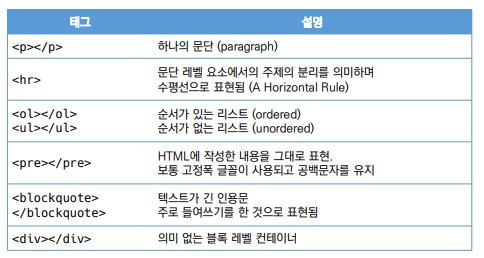 태그 설명
<p></p> 하나의 문단 (paragraph)
<hr> 문단 레벨 요소에서의 주제의 분리를 의미하며
수평선으로 표현됨 (A Horizontal Rule)
<ol></ol> 순서가 있는 리스트 (ordered)
<ul></ul> 순서가 없는 리스트 (unordered)
<pre></pre> HTML에 작성한 내용을 그대로 표현.
보통 고정폭 글꼴이 사용되고 공백문자를 유지
<blockquote> 텍스트가 긴 인용문
</blockquote> 주로 들여쓰기를 한 것으로 표현됨
<div></div> 의미 없는 블록 레벨 컨테이너